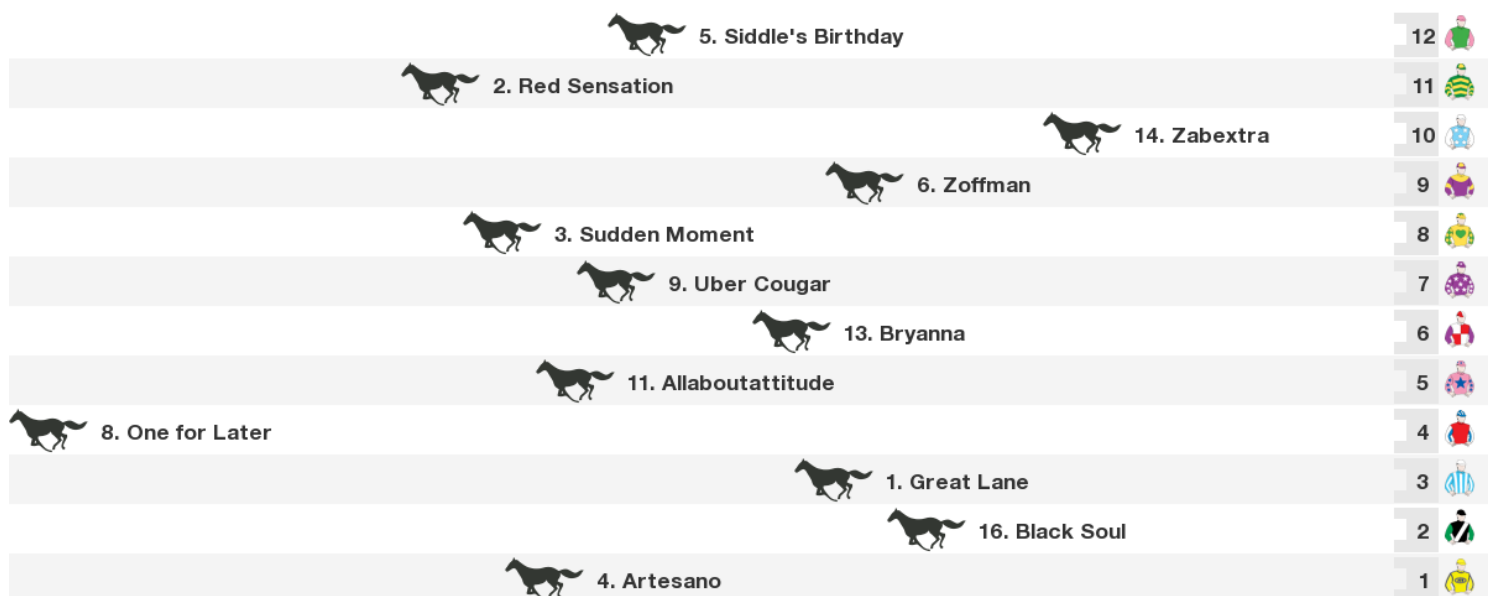 5. Siddle's Birthday 12
2. Red Sensation 11
14. Zabextra 10
6. Zoffman 9
3. Sudden Moment 8
9. Uber Cougar 7
13. Bryanna 6
11. Allaboutattitude 5
8. One for Later 4
1. Great Lane 3
16. Black Soul 2
4. Artesano 1